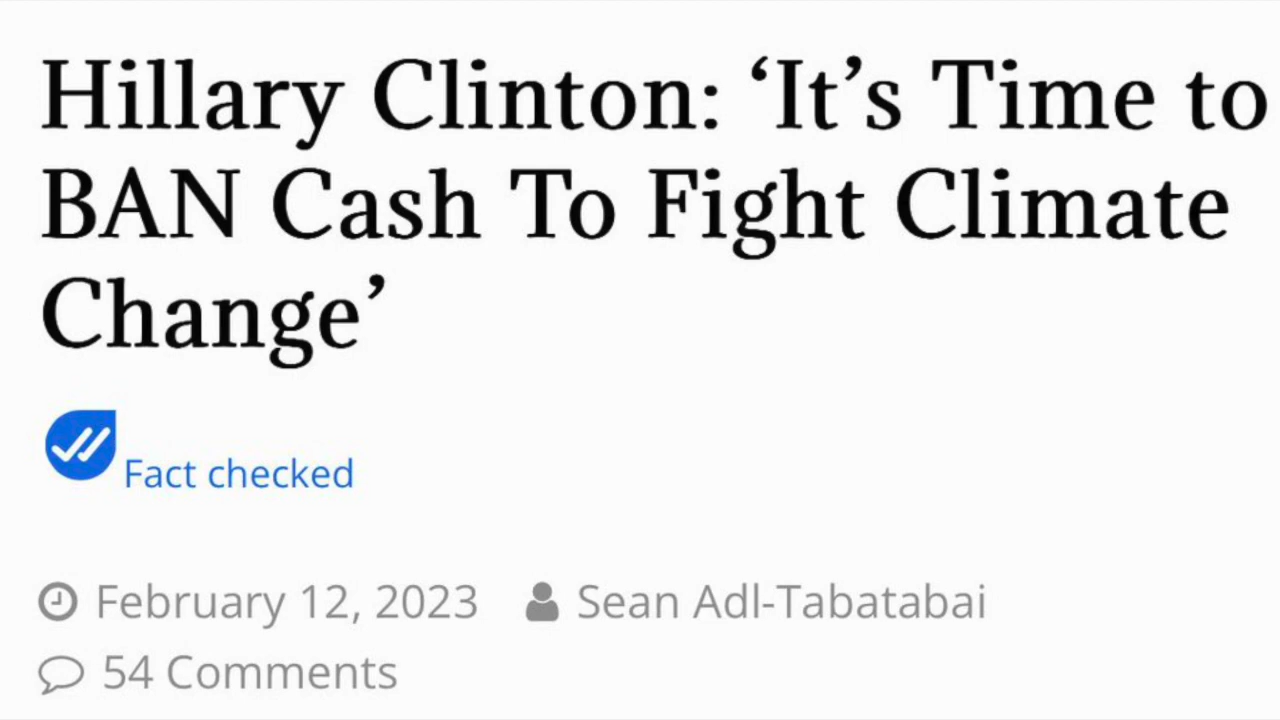 Hillary Clinton: ‘It’s Time to
BAN Cash To Fight Climate
Change’
Fact checked
February 12, 2023 Sean Adl-Tabatabai
54 Comments